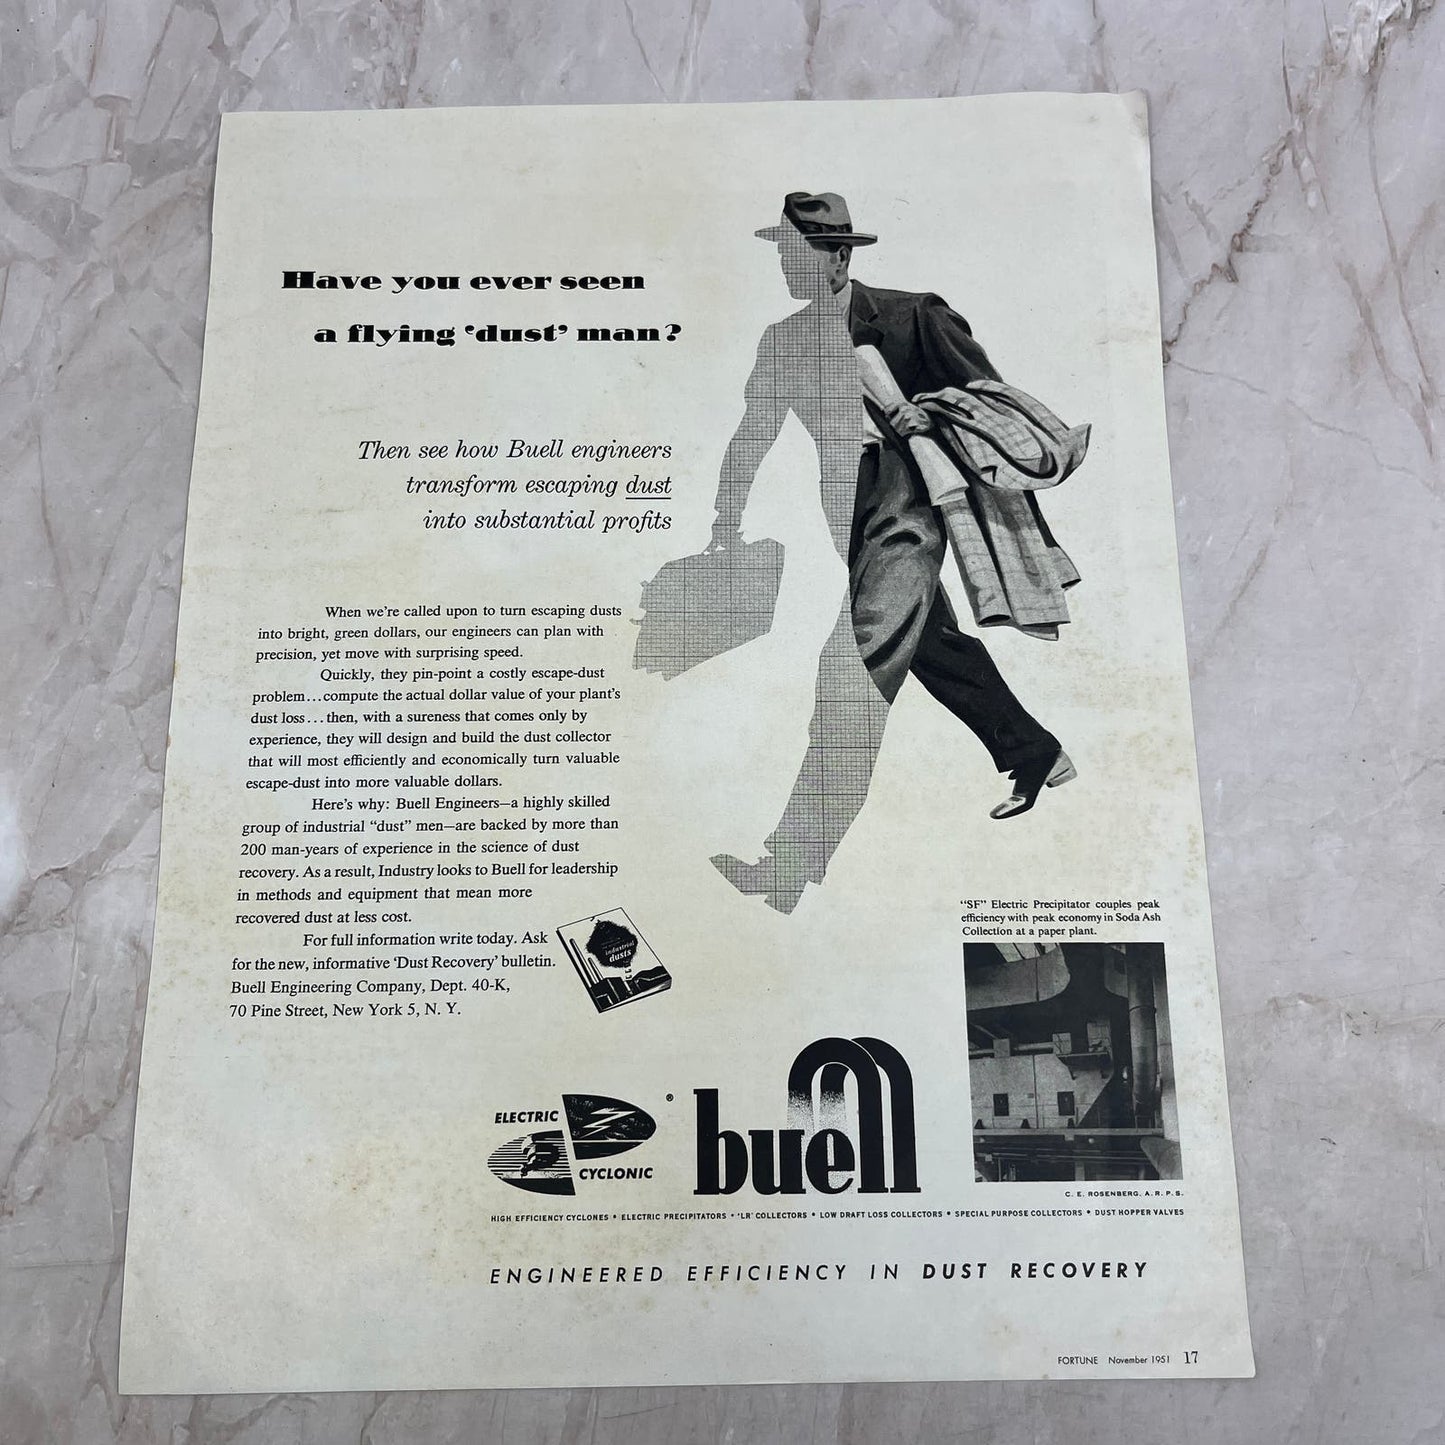 Have you ever seen
a flying ‘dust’ man?
Then see how Buell engineers
transform escaping dust
into substantial profits
When we’re called upon to turn escaping dusts
into bright, green dollars, our engineers can plan with
precision, yet move with surprising speed.
Quickly, they pin-point a costly escape-dust
problem...compute the actual dollar value of your plant’s
dust loss...then, with a sureness that comes only by
experience, they will design and build the dust collector
that will most efficiently and economically turn valuable
escape-dust into more valuable dollars.
Here’s why: Buell Engineers—a highly skilled
group of industrial “dust” men—are backed by more than
200 man-years of experience in the science of dust
recovery. As a result, Industry looks to Buell for leadership
in methods and equipment that mean more
recovered dust at less cost.
For full information write today. Ask
for the new, informative ‘Dust Recovery’ bulletin.
Buell Engineering Company, Dept. 40-K,
70 Pine Street, New York 5, N. Y.
industrial
dusts
“SF” Electric Precipitator couples peak
efficiency with peak economy in Soda Ash
Collection at a paper plant.
C. E. ROSENBERG, A. R. P. S.
ELECTRIC
CYCLONIC
®
buell
HIGH EFFICIENCY CYCLONES • ELECTRIC PRECIPITATORS • ‘LR’ COLLECTORS • LOW DRAFT LOSS COLLECTORS • SPECIAL PURPOSE COLLECTORS • DUST HOPPER VALVES
ENGINEERED EFFICIENCY IN DUST RECOVERY
FORTUNE November 1951 17